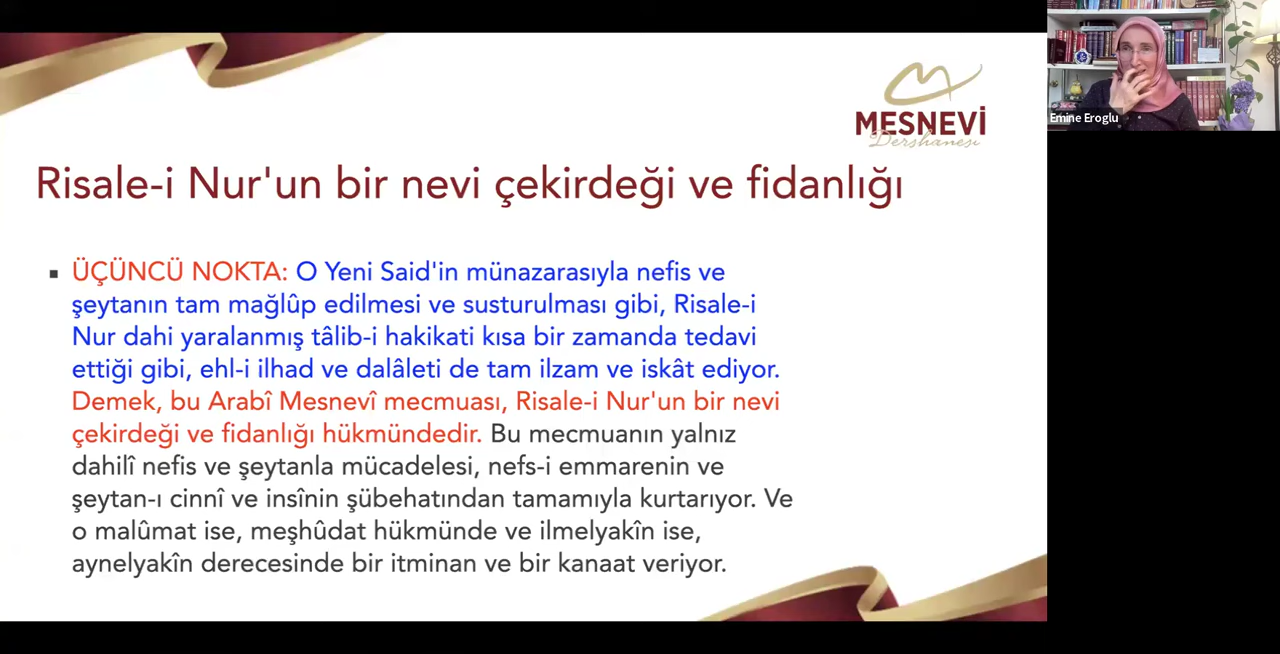 MESNEVİ
Dershanesi
Emine Eroglu
Risale-i Nur'un bir nevi çekirdeği ve fidanlığı
▪ ÜÇÜNCÜ NOKTA: O Yeni Said'in münazarasıyla nefis ve
şeytanın tam mağlûp edilmesi ve susturulması gibi, Risale-i
Nur dahi yaralanmış tâlib-i hakikati kısa bir zamanda tedavi
ettiği gibi, ehl-i ilhad ve dalâleti de tam ilzam ve iskât ediyor.
Demek, bu Arabî Mesnevî mecmuası, Risale-i Nur'un bir nevi
çekirdeği ve fidanlığı hükmündedir. Bu mecmuanın yalnız
dahilî nefis ve şeytanla mücadelesi, nefs-i emmarenin ve
şeytan-ı cinnî ve insînin şübehatından tamamıyla kurtarıyor. Ve
o malûmat ise, meşhûdat hükmünde ve ilmelyakîn ise,
aynelyakîn derecesinde bir itminan ve bir kanaat veriyor.